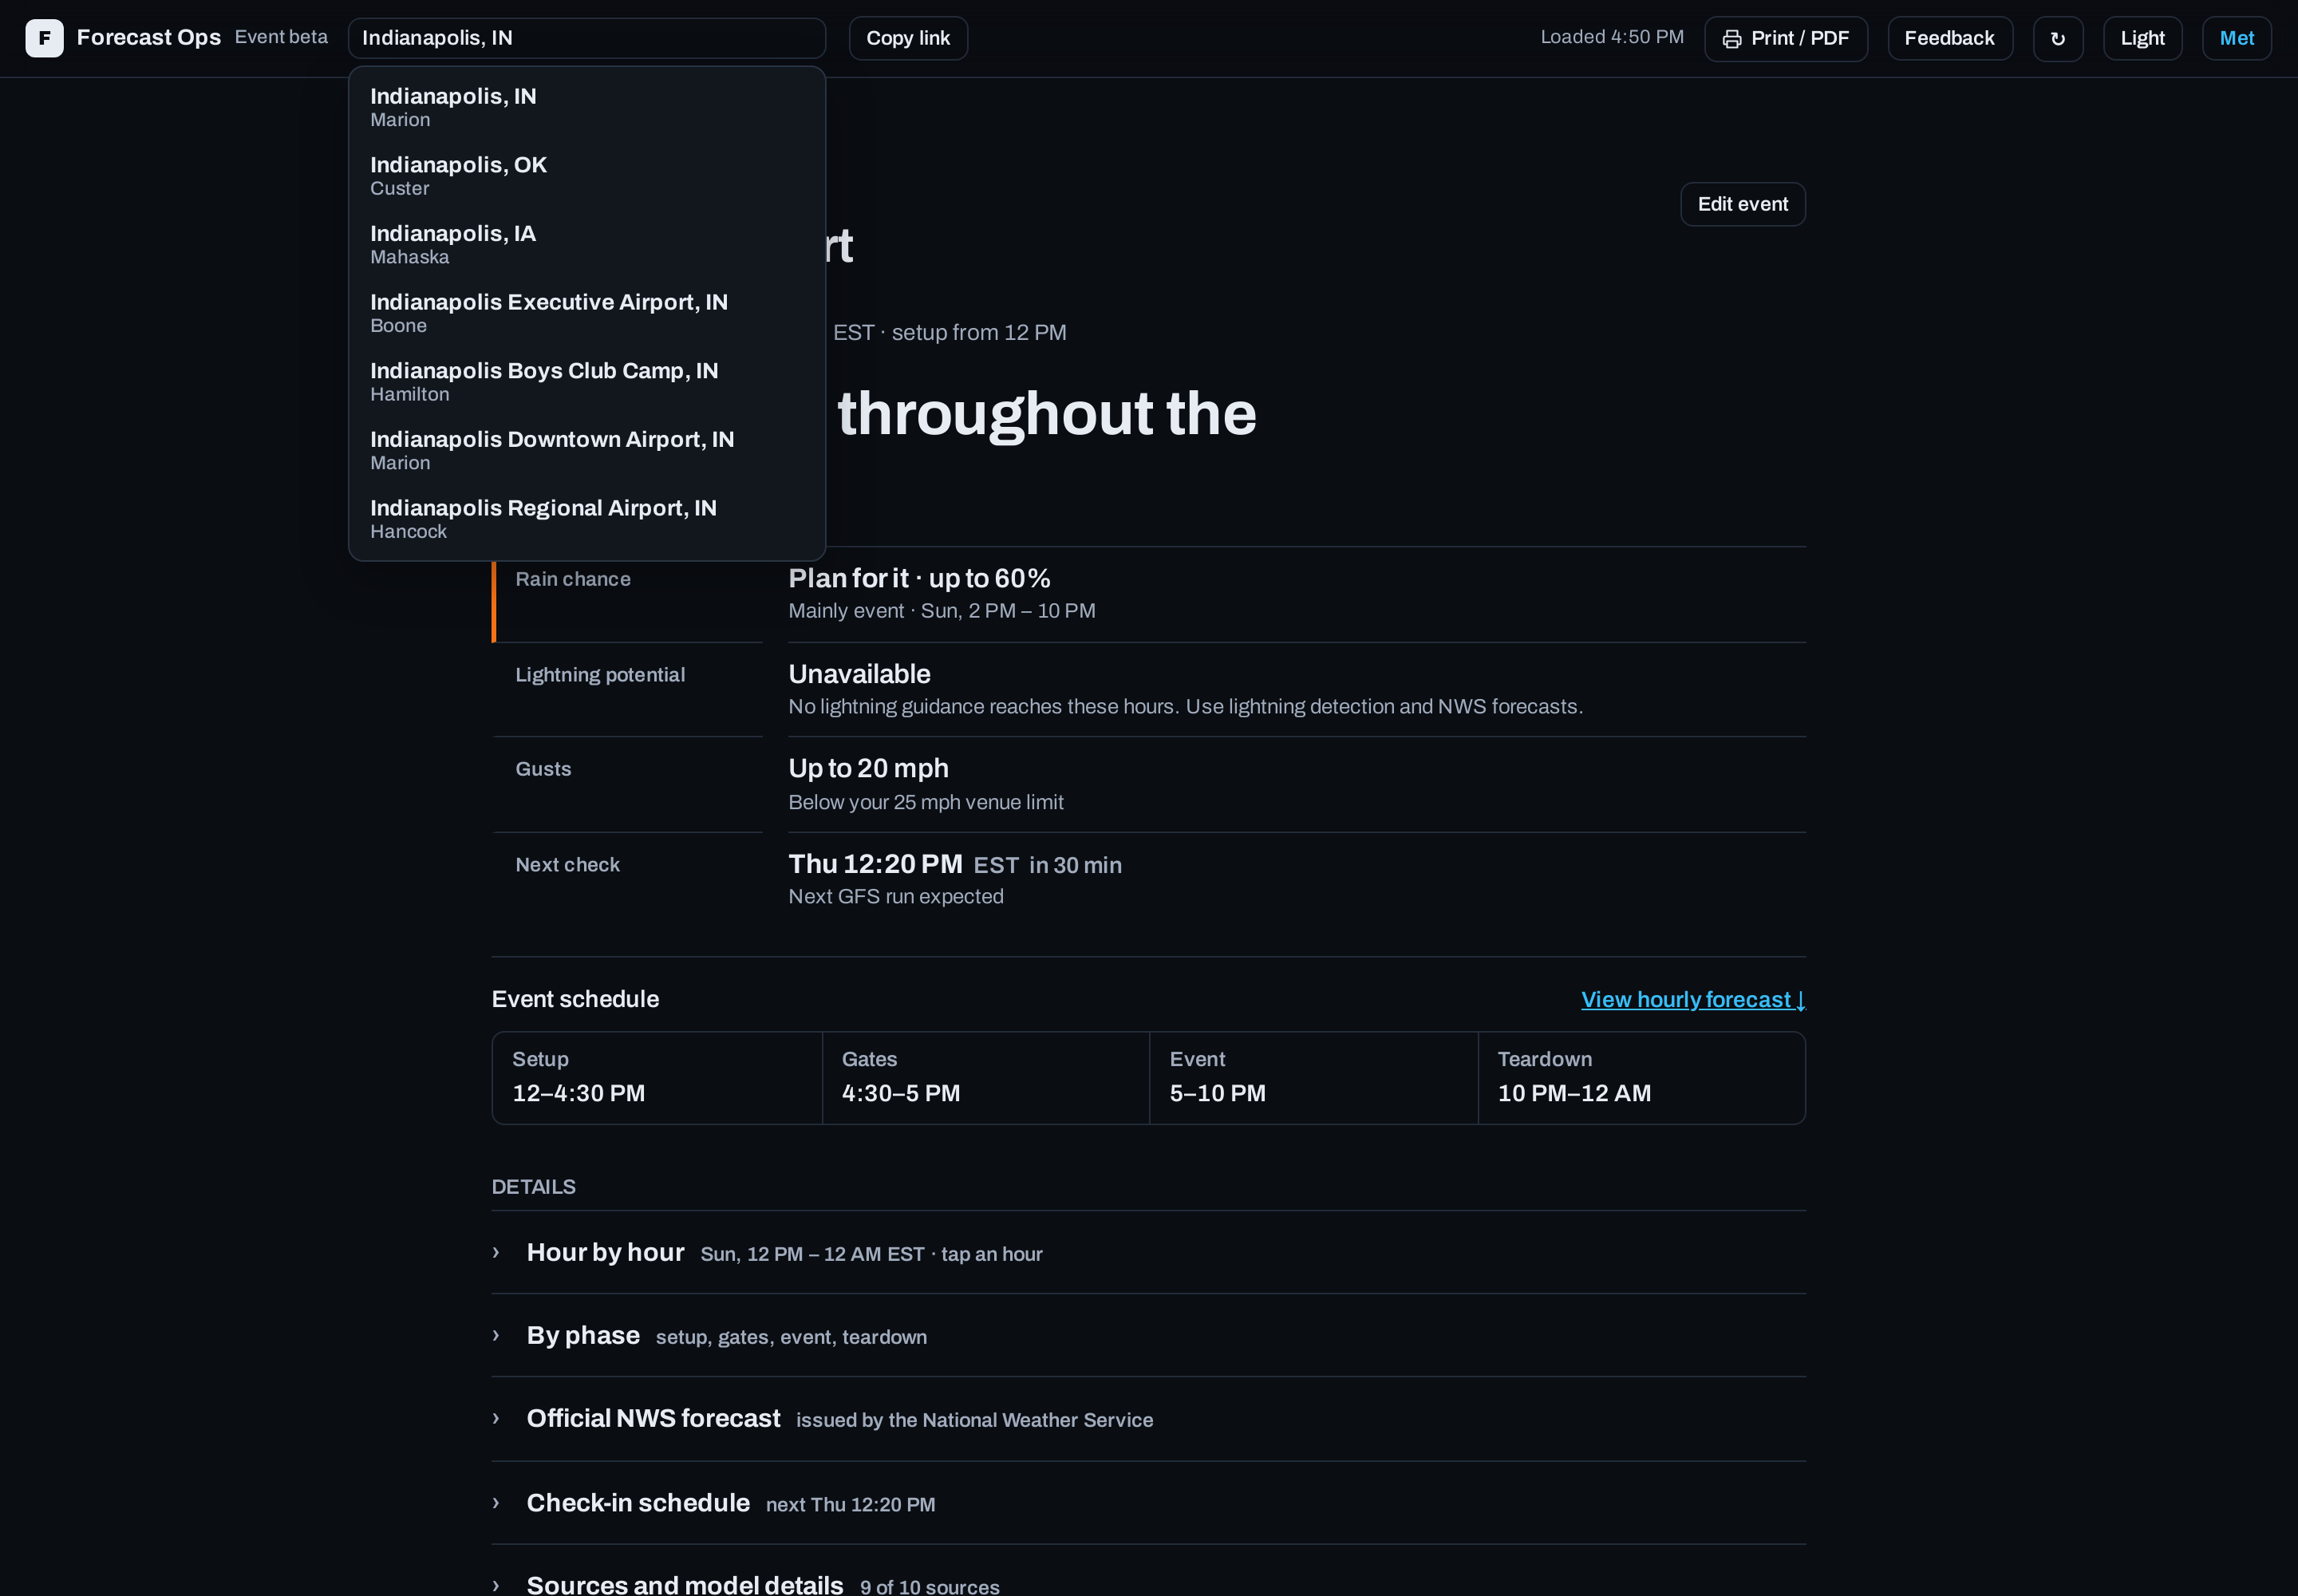 F Forecast Ops Event beta Indianapolis, IN Copy link Loaded 4:50 PM Print / PDF Feedback ↻ Light Met
Indianapolis, IN
Marion
Indianapolis, OK
Custer
Indianapolis, IA
Mahaska
Indianapolis Executive Airport, IN
Boone
Indianapolis Boys Club Camp, IN
Hamilton
Indianapolis Downtown Airport, IN
Marion
Indianapolis Regional Airport, IN
Hancock
Edit event
EST · setup from 12 PM
throughout the
Rain chance
Plan for it · up to 60%
Mainly event · Sun, 2 PM – 10 PM
Lightning potential
Unavailable
No lightning guidance reaches these hours. Use lightning detection and NWS forecasts.
Gusts
Up to 20 mph
Below your 25 mph venue limit
Next check
Thu 12:20 PM EST in 30 min
Next GFS run expected
Event schedule
View hourly forecast ↓
Setup
12–4:30 PM
Gates
4:30–5 PM
Event
5–10 PM
Teardown
10 PM–12 AM
DETAILS
› Hour by hour Sun, 12 PM – 12 AM EST · tap an hour
› By phase setup, gates, event, teardown
› Official NWS forecast issued by the National Weather Service
› Check-in schedule next Thu 12:20 PM
› Sources and model details 9 of 10 sources